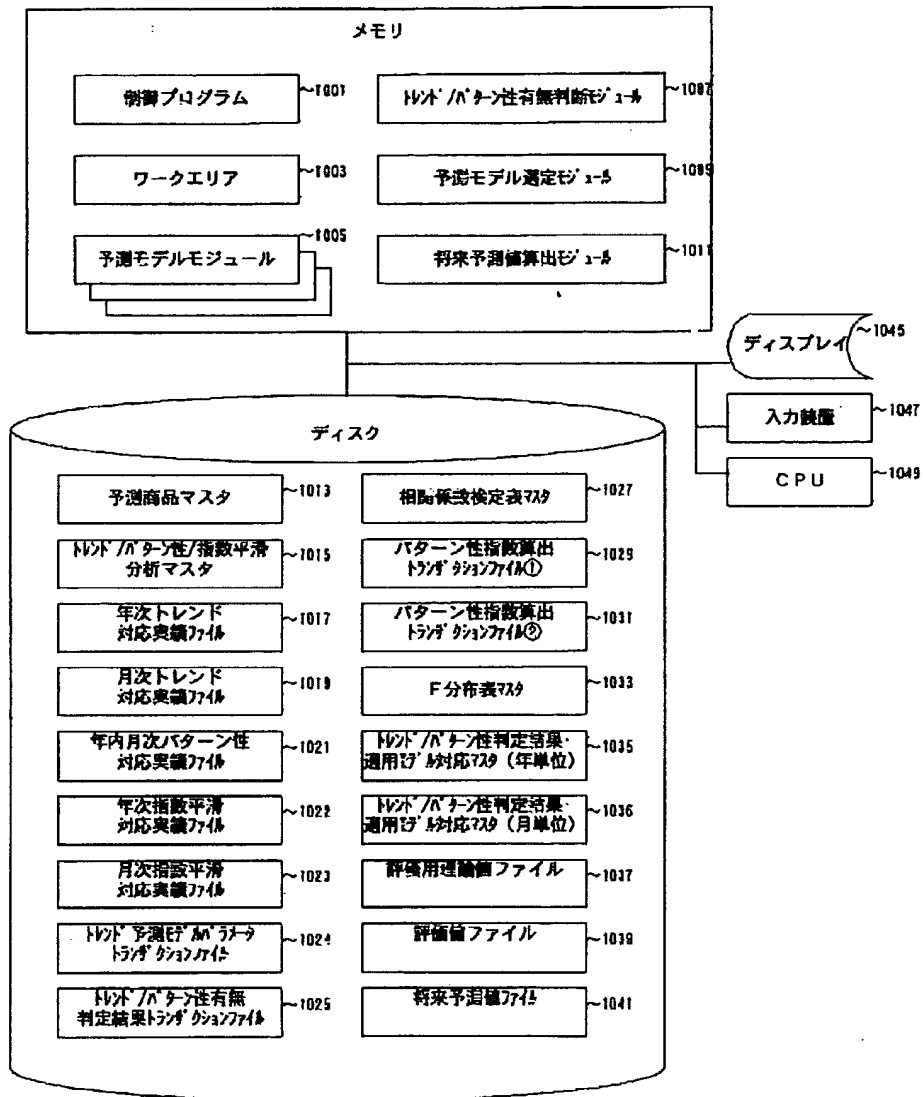 メモリ
制御プログラム
1001
ワークエリア
1003
予測モデルモジュール
1005
トレンド/パターン性有無判断モジュール
1007
予測モデル選定モジュール
1009
将来予測値算出モジュール
1011
ディスプレイ
1045
入力装置
1047
CPU
1049
ディスク
予測商品マスタ
1013
トレンド/パターン性/指数平滑
分析マスタ
1015
年次トレンド
対応実績ファイル
1017
月次トレンド
対応実績ファイル
1019
年内月次パターン性
対応実績ファイル
1021
年次指数平滑
対応実績ファイル
1022
月次指数平滑
対応実績ファイル
1023
トレンド予測モデルパラメータ
トランザクションファイル
1024
トレンド/パターン性有無
判定結果トランザクションファイル
1025
相関係数検定表マスタ
1027
パターン性指数算出
トランザクションファイル①
1029
パターン性指数算出
トランザクションファイル②
1031
F分布表マスタ
1033
トレンド/パターン性判定結果・
適用モデル対応マスタ（年単位）
1035
トレンド/パターン性判定結果・
適用モデル対応マスタ（月単位）
1036
評価用理論値ファイル
1037
評価値ファイル
1039
将来予測値ファイル
1041